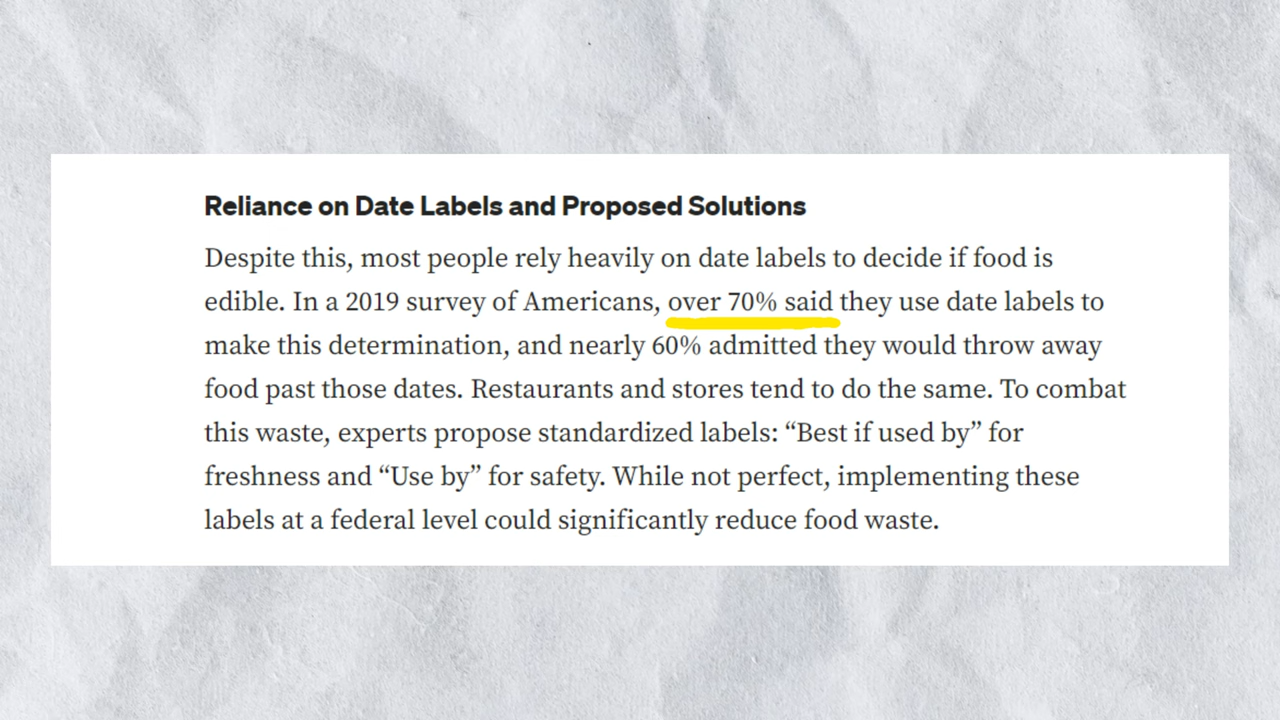 Reliance on Date Labels and Proposed Solutions
Despite this, most people rely heavily on date labels to decide if food is
edible. In a 2019 survey of Americans, over 70% said they use date labels to
make this determination, and nearly 60% admitted they would throw away
food past those dates. Restaurants and stores tend to do the same. To combat
this waste, experts propose standardized labels: “Best if used by” for
freshness and “Use by” for safety. While not perfect, implementing these
labels at a federal level could significantly reduce food waste.